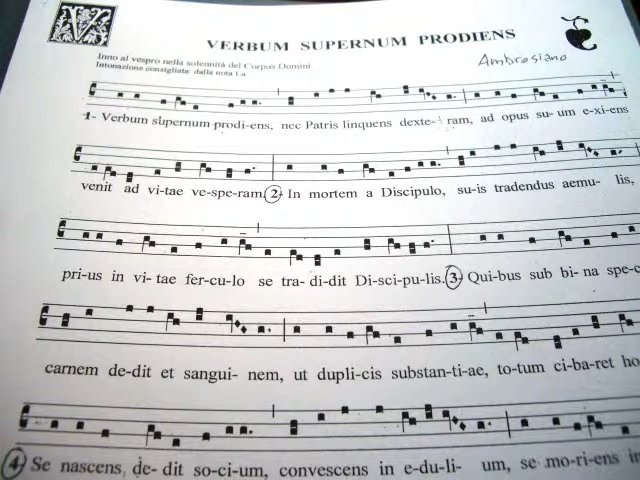 V
VERBUM SUPERNUM PRODIENS
Ambrosiano
Inno al vespro nella solennità del Corpus Domini
Intonazione consigliata: dalla nota La
1- Verbum supernum prodi-ens, nec Patris linquens dexte- ram, ad opus su- um e-xi-ens
venit ad vi-tae ve-spe-ram. 2- In mortem a Discipulo, su-is tradendus aemu- lis,
pri-us in vi- tae fer-cu-lo se tra- di-dit Di-sci-pu-lis. 3- Qui-bus sub bi- na spe-c
carnem de-dit et sangui- nem, ut dupli-cis substan-ti-ae, to-tum ci-ba-ret ho
4- Se nascens, de- dit so-ci-um, convescens in e-du-li- um, se mo-ri-ens in